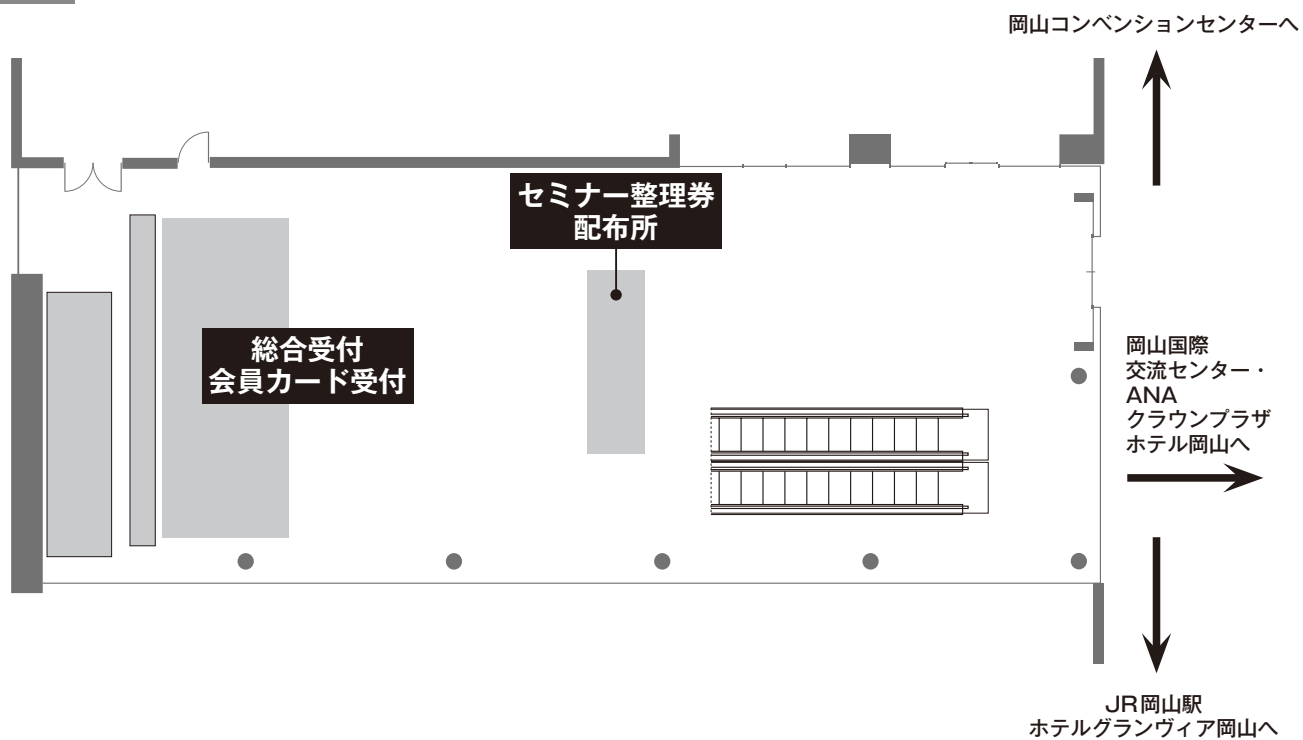 岡山コンベンションセンターへ
セミナー整理券
配布所
総合受付
会員カード受付
岡山国際
交流センター・
ANA
クラウンプラザ
ホテル岡山へ
JR岡山駅
ホテルグランヴィア岡山へ